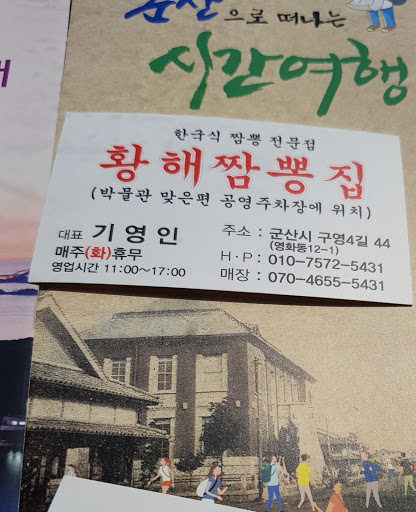 군산으로 떠나는
시간여행
한국식 짬뽕 전문점
황해짬뽕집
(박물관 맞은편 공영주차장에 위치)
대표 기영인
매주(화)휴무
영업시간 11:00~17:00
주소 : 군산시 구영4길 44
(영화동12-1)
H·P : 010-7572-5431
매장 : 070-4655-5431